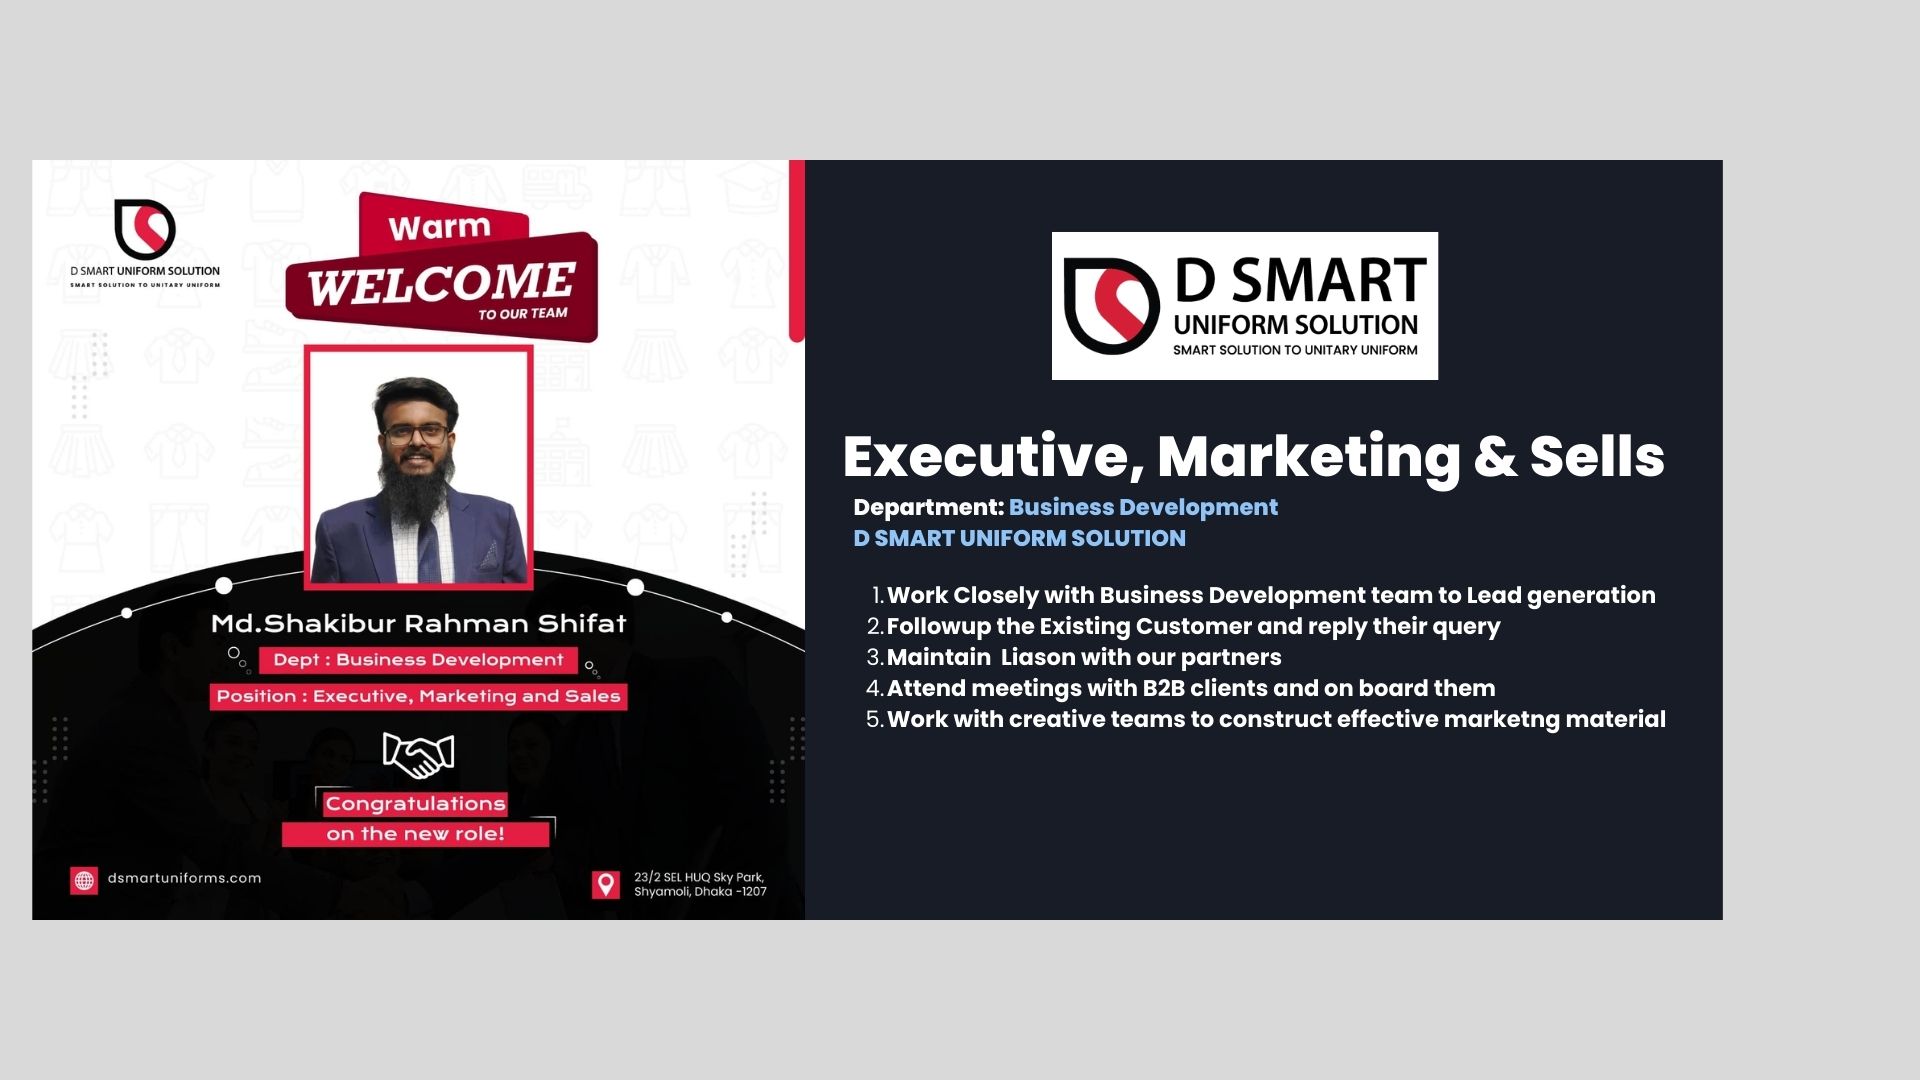 D SMART UNIFORM SOLUTION
SMART SOLUTION TO UNITARY UNIFORM
Warm
WELCOME
TO OUR TEAM
Md.Shakibur Rahman Shifat
Dept : Business Development
Position : Executive, Marketing and Sales
Congratulations
on the new role!
dsmartuniforms.com
23/2 SEL HUQ Sky Park,
Shyamoli, Dhaka -1207
D SMART
UNIFORM SOLUTION
SMART SOLUTION TO UNITARY UNIFORM
Executive, Marketing & Sells
Department: Business Development
D SMART UNIFORM SOLUTION
1. Work Closely with Business Development team to Lead generation
2. Followup the Existing Customer and reply their query
3. Maintain  Liason with our partners
4. Attend meetings with B2B clients and on board them
5. Work with creative teams to construct effective marketng material